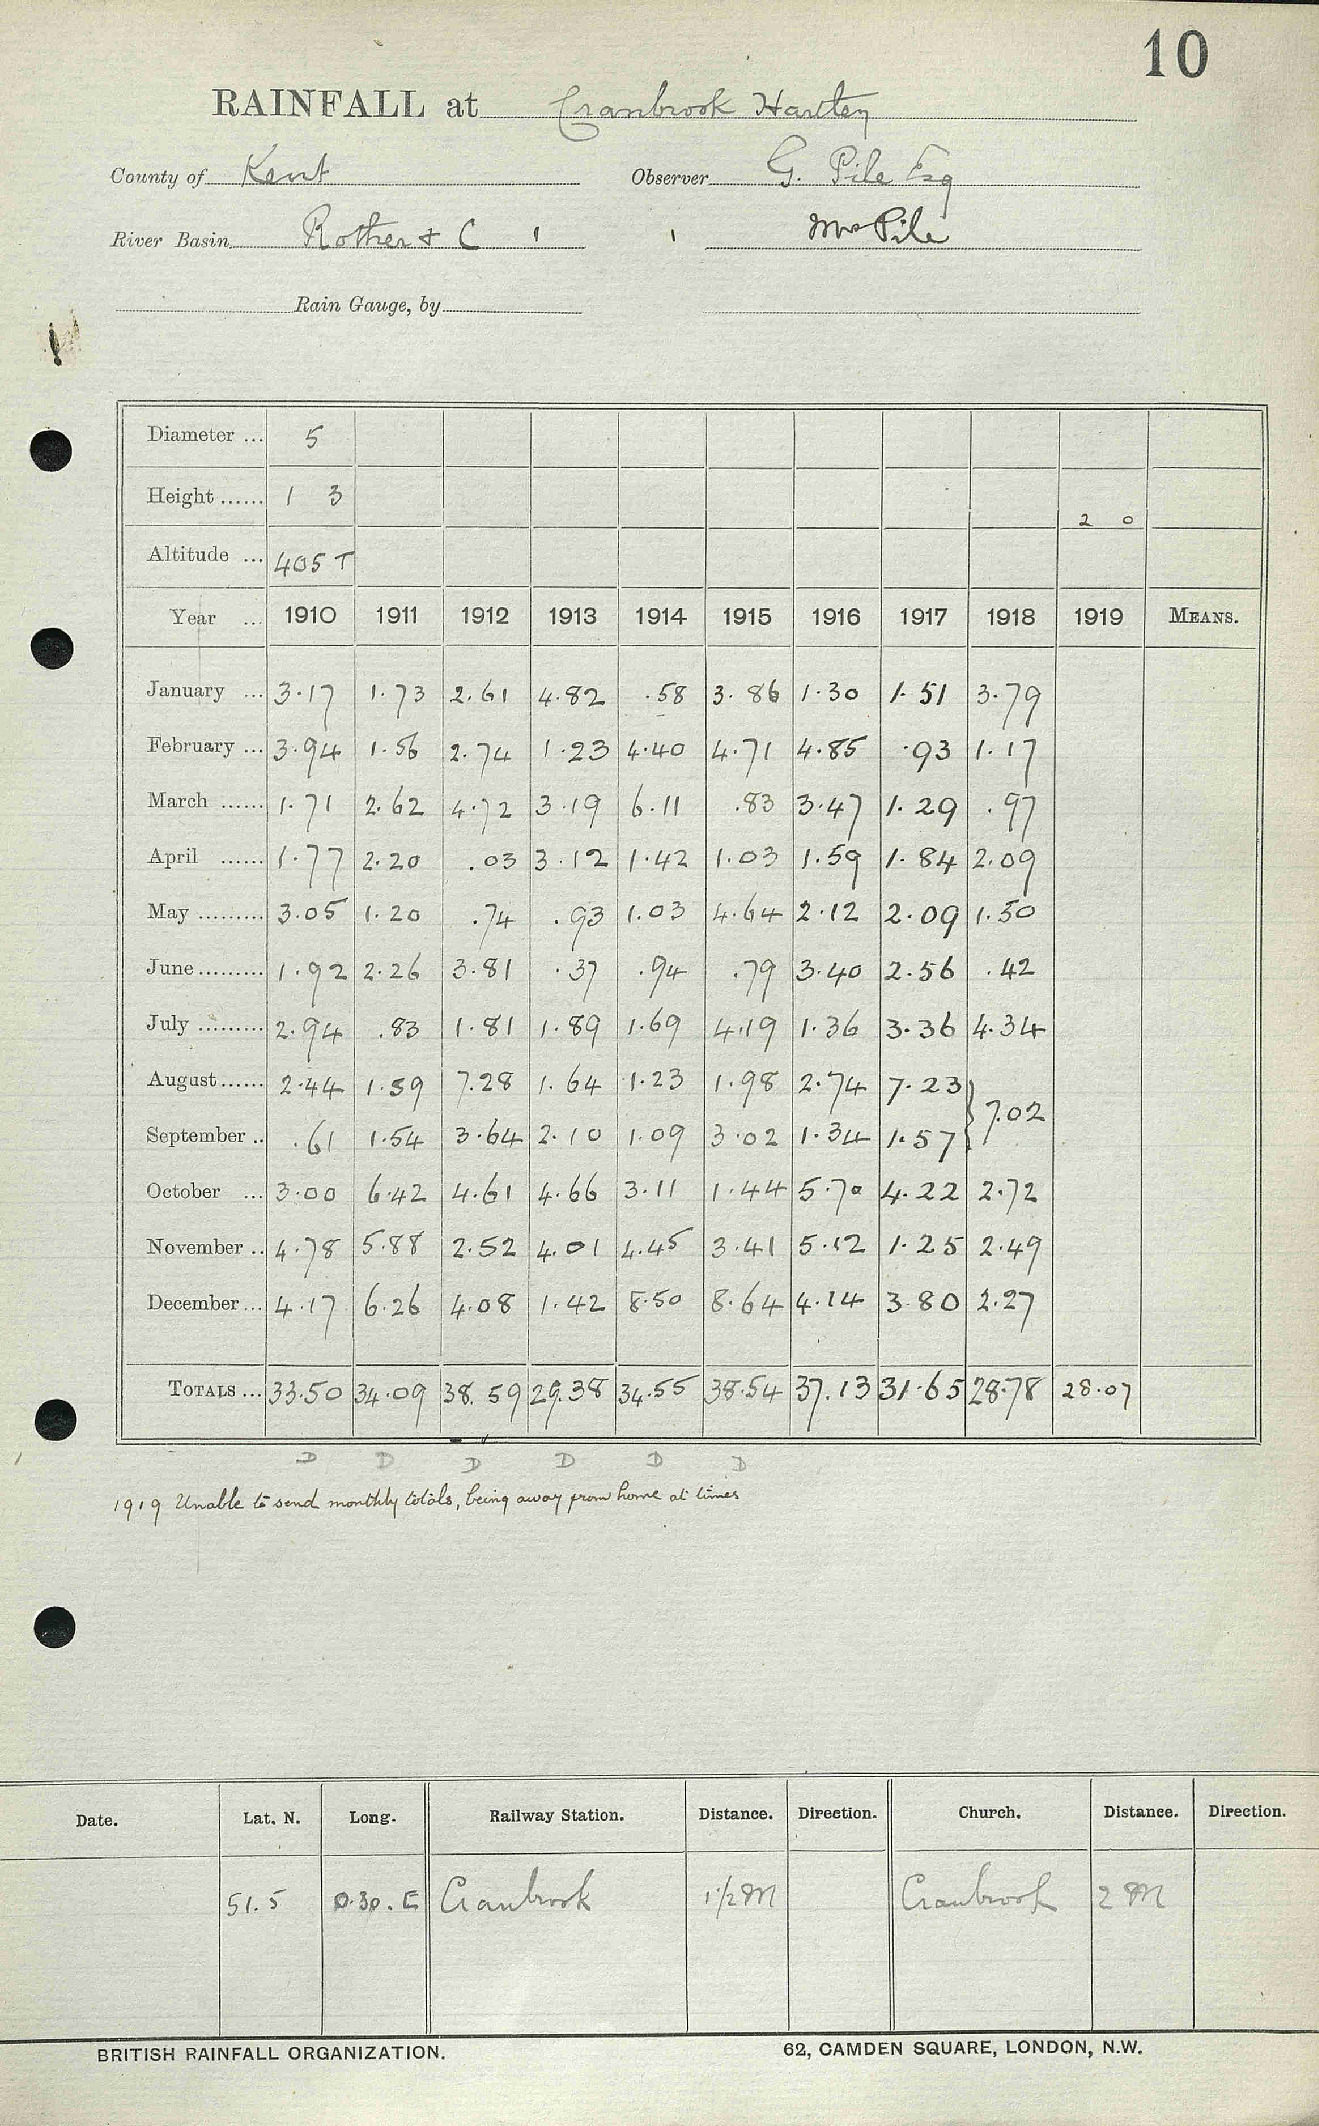 10
RAINFALL at Cranbrook Hartley
County of Kent Observer G. Pile Esq
River Basin Rother & C 1 1 Mrs Pile
Rain Gauge, by
Diameter ... 5
Height ...... 1 3 2 0
Altitude ... 405 T
Year ... 1910 1911 1912 1913 1914 1915 1916 1917 1918 1919 MEANS.
January ... 3.17 1.73 2.61 4.82 .58 3.86 1.30 1.51 3.79
February ... 3.94 1.56 2.74 1.23 4.40 4.71 4.85 .93 1.17
March ...... 1.71 2.62 4.72 3.19 6.11 .83 3.47 1.29 .97
April ...... 1.77 2.20 .03 3.12 1.42 1.03 1.59 1.84 2.09
May ......... 3.05 1.20 .74 .93 1.03 4.64 2.12 2.09 1.50
June ......... 1.92 2.26 3.81 .37 .94 .79 3.40 2.56 .42
July ......... 2.94 .83 1.81 1.89 1.69 4.19 1.36 3.36 4.34
August ...... 2.44 1.59 7.28 1.64 1.23 1.98 2.74 7.23 } 7.02
September .. .61 1.54 3.64 2.10 1.09 3.02 1.34 1.57
October ... 3.00 6.42 4.61 4.66 3.11 1.44 5.70 4.22 2.72
November .. 4.78 5.88 2.52 4.01 4.45 3.41 5.12 1.25 2.49
December ... 4.17 6.26 4.08 1.42 8.50 8.64 4.14 3.80 2.27
TOTALS ... 33.50 34.09 38.59 29.38 34.55 38.54 37.13 31.65 28.78 28.07
D D D D D D
1919 Unable to send monthly totals, being away from home at times
Date. Lat. N. Long. Railway Station. Distance. Direction. Church. Distance. Direction.
51.5 0.30.E Cranbrook 1 1/2 M Cranbrook 2 M
BRITISH RAINFALL ORGANIZATION. 62, CAMDEN SQUARE, LONDON, N.W.